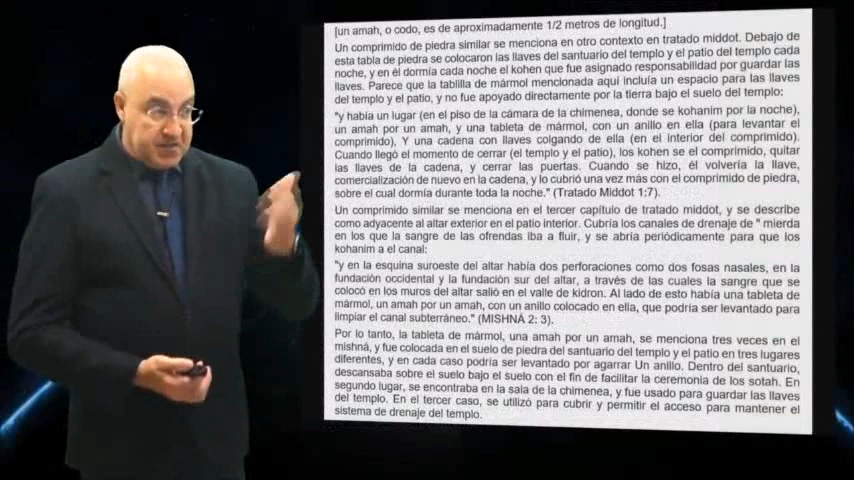 [un amah, o codo, es de aproximadamente 1/2 metros de longitud.]
Un comprimido de piedra similar se menciona en otro contexto en tratado middot. Debajo de
esta tabla de piedra se colocaron las llaves del santuario del templo y el patio del templo cada
noche, y en él dormía cada noche el kohen que fue asignado responsabilidad por guardar las
llaves. Parece que la tablilla de mármol mencionada aquí incluía un espacio para las llaves
del templo y el patio, y no fue apoyado directamente por la tierra bajo el suelo del templo:
"y había un lugar (en el piso de la cámara de la chimenea, donde se kohanim por la noche),
un amah por un amah, y una tableta de mármol, con un anillo en ella (para levantar el
comprimido), Y una cadena con llaves colgando de ella (en el interior del comprimido).
Cuando llegó el momento de cerrar (el templo y el patio), los kohen se el comprimido, quitar
las llaves de la cadena, y cerrar las puertas. Cuando se hizo, él volvería la llave,
comercialización de nuevo en la cadena, y lo cubrió una vez más con el comprimido de piedra,
sobre el cual dormía durante toda la noche." (Tratado Middot 1:7).
Un comprimido similar se menciona en el tercer capítulo de tratado middot, y se describe
como adyacente al altar exterior en el patio interior. Cubría los canales de drenaje de " mierda
en los que la sangre de las ofrendas iba a fluir, y se abría periódicamente para que los
kohanim a el canal:
"y en la esquina suroeste del altar había dos perforaciones como dos fosas nasales, en la
fundación occidental y la fundación sur del altar, a través de las cuales la sangre que se
colocó en los muros del altar salió en el valle de kidron. Al lado de esto había una tableta de
mármol, un amah por un amah, con un anillo colocado en ella, que podría ser levantado para
limpiar el canal subterráneo." (MISHNÁ 2: 3).
Por lo tanto, la tableta de mármol, una amah por un amah, se menciona tres veces en el
mishná, y fue colocada en el suelo de piedra del santuario del templo y el patio en tres lugares
diferentes, y en cada caso podría ser levantado por agarrar Un anillo. Dentro del santuario,
descansaba sobre el suelo bajo el suelo con el fin de facilitar la ceremonia de los sotah. En
segundo lugar, se encontraba en la sala de la chimenea, y fue usado para guardar las llaves
del templo. En el tercer caso, se utilizó para cubrir y permitir el acceso para mantener el
sistema de drenaje del templo.